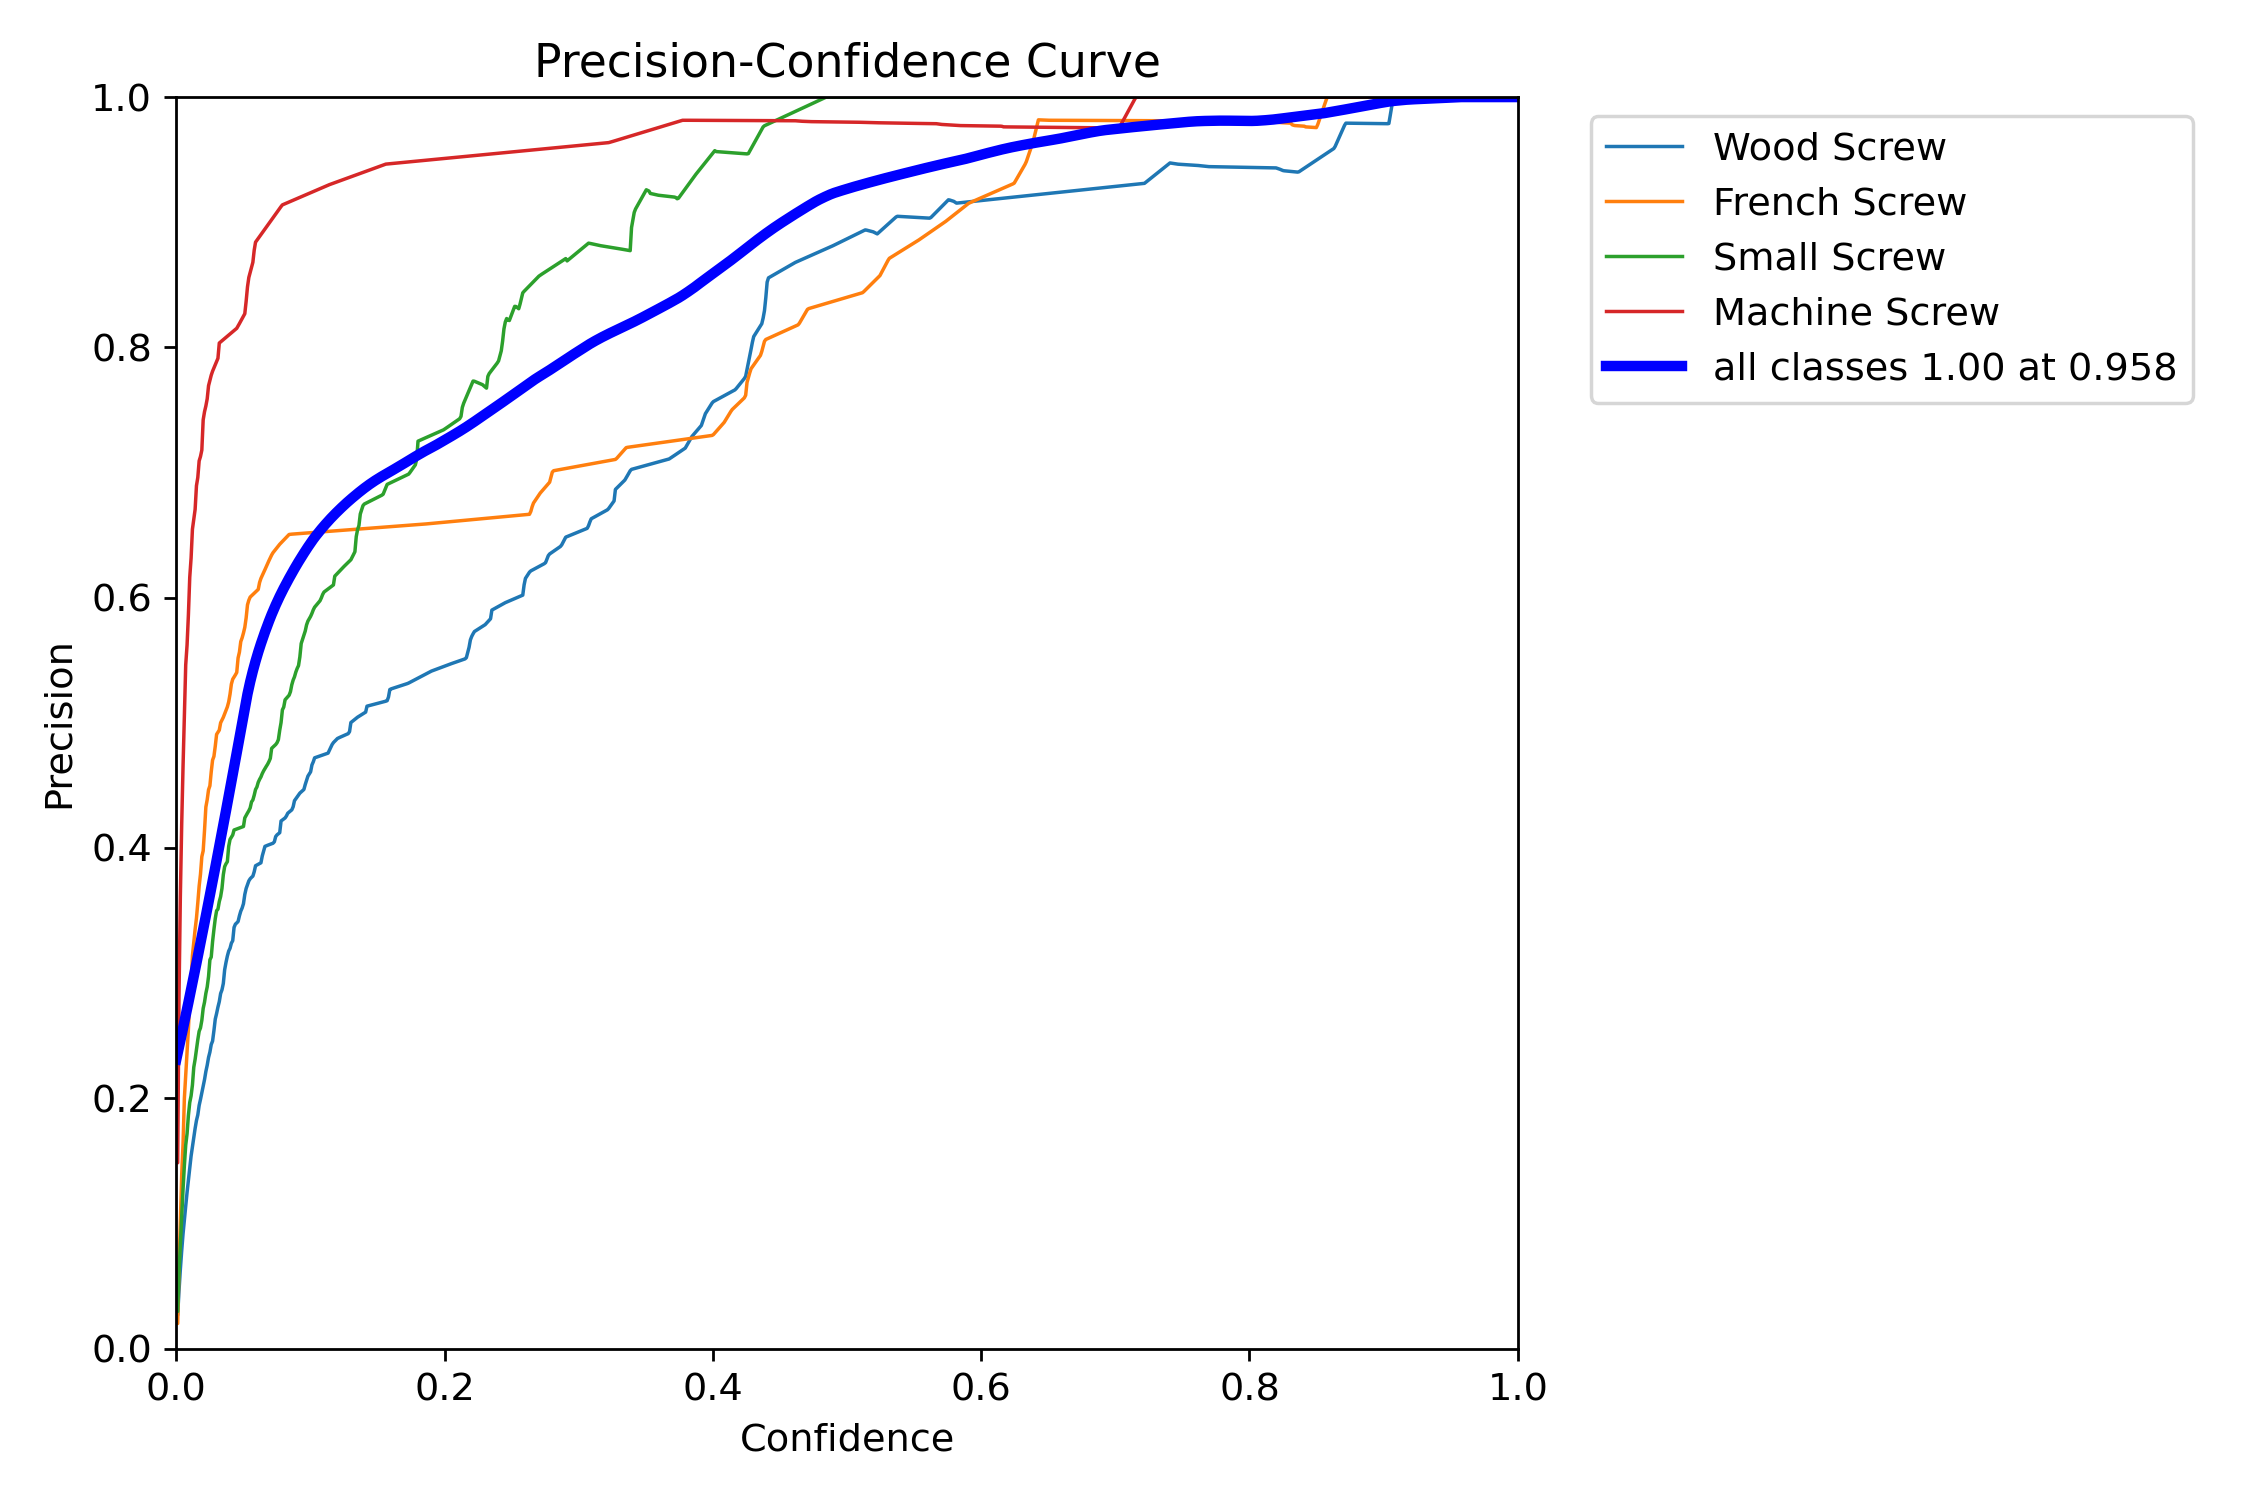 Precision-Confidence Curve
1.0
0.8
0.6
0.4
0.2
0.0
Precision
0.0 0.2 0.4 0.6 0.8 1.0
Confidence
Wood Screw
French Screw
Small Screw
Machine Screw
all classes 1.00 at 0.958